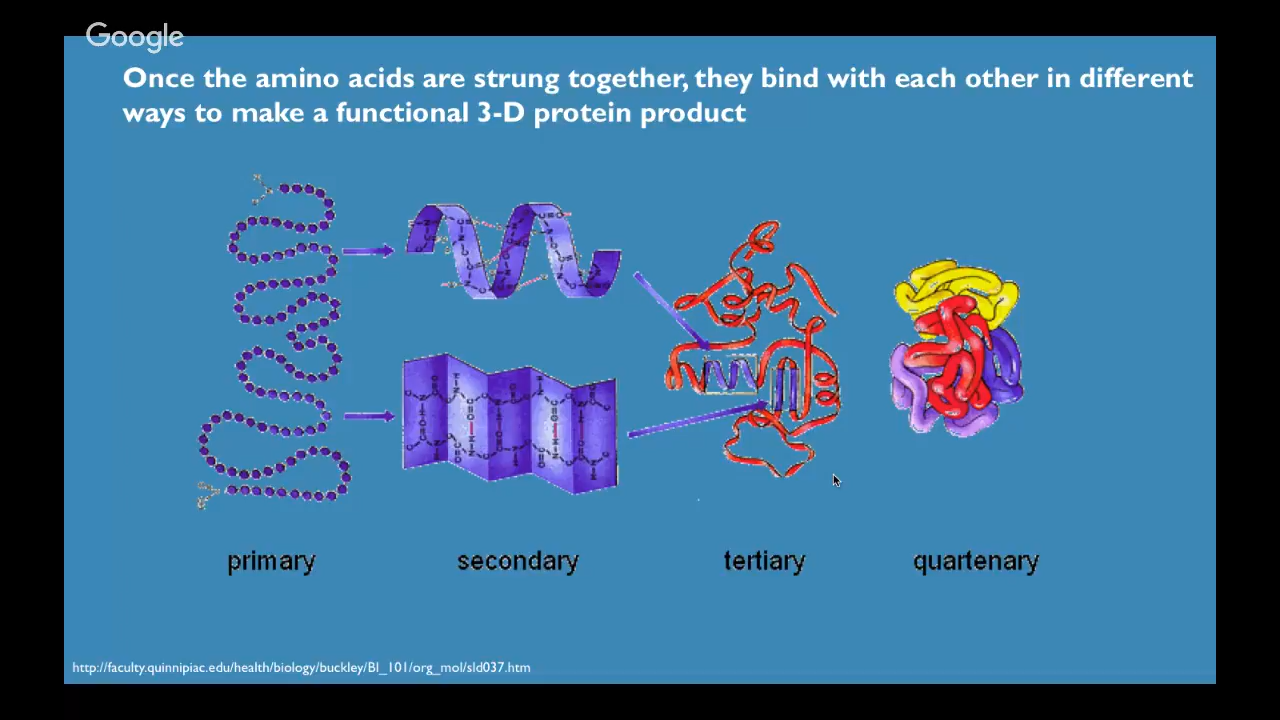 Google
Once the amino acids are strung together, they bind with each other in different
ways to make a functional 3-D protein product
primary
secondary
tertiary
quartenary
http://faculty.quinnipiac.edu/health/biology/buckley/BI_101/org_mol/sld037.htm